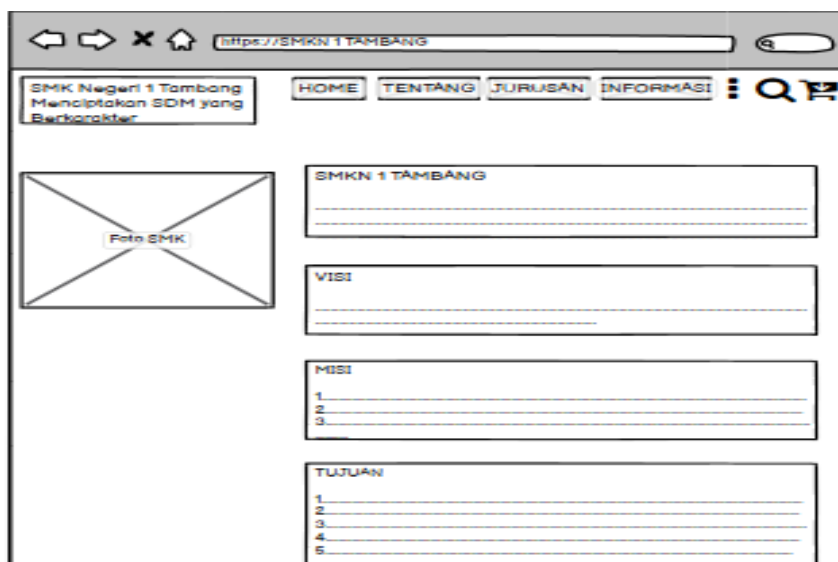 https://SMKN 1 TAMBANG
SMK Negeri 1 Tambang
Menciptakan SDM yang
Berkarakter
HOME TENTANG JURUSAN INFORMASI
Foto SMK
SMKN 1 TAMBANG
VISI
MISI
1
2
3
TUJUAN
1
2
3
4
5